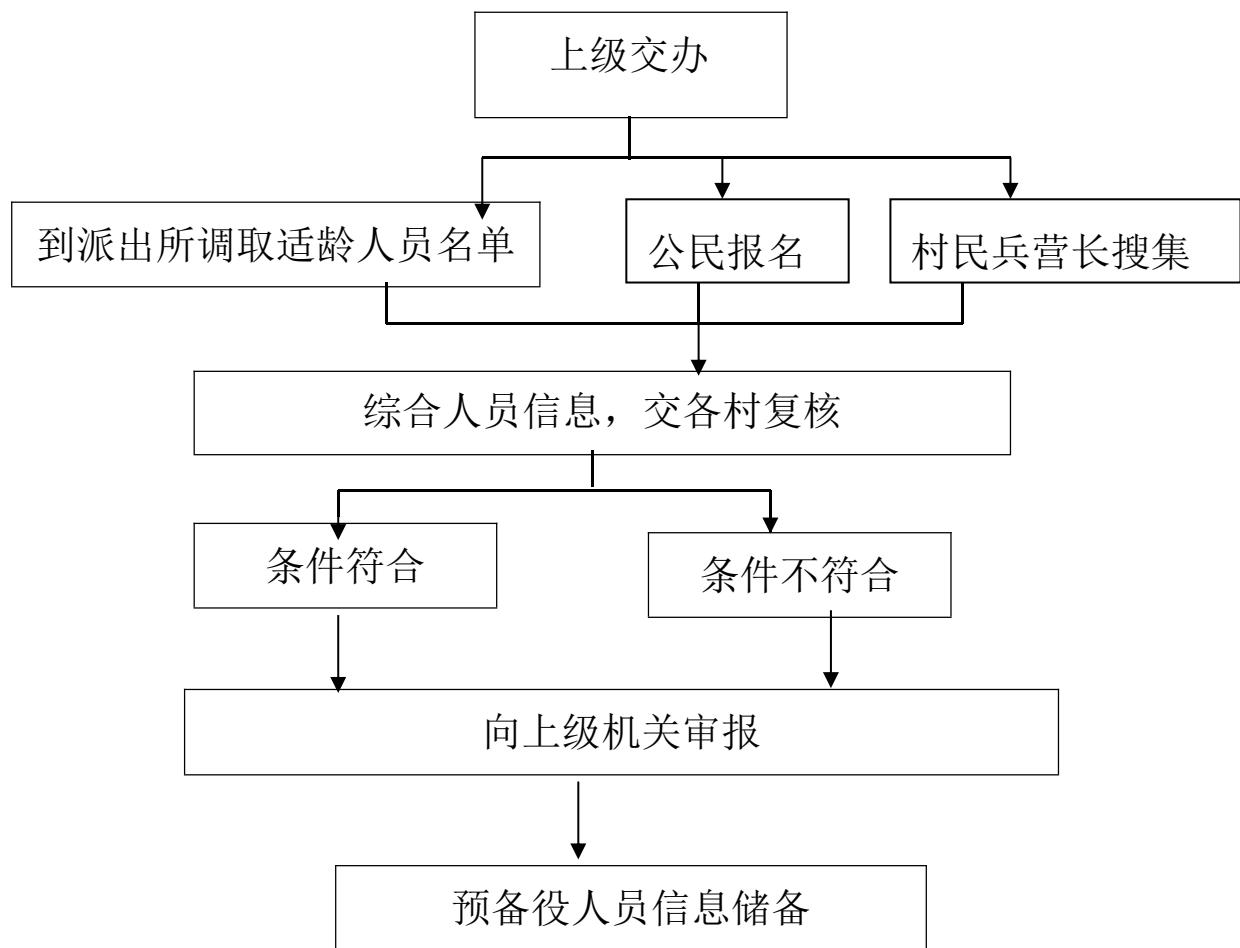 上级交办
到派出所调取适龄人员名单
公民报名
村民兵营长搜集
综合人员信息，交各村复核
条件符合
条件不符合
向上级机关审报
预备役人员信息储备